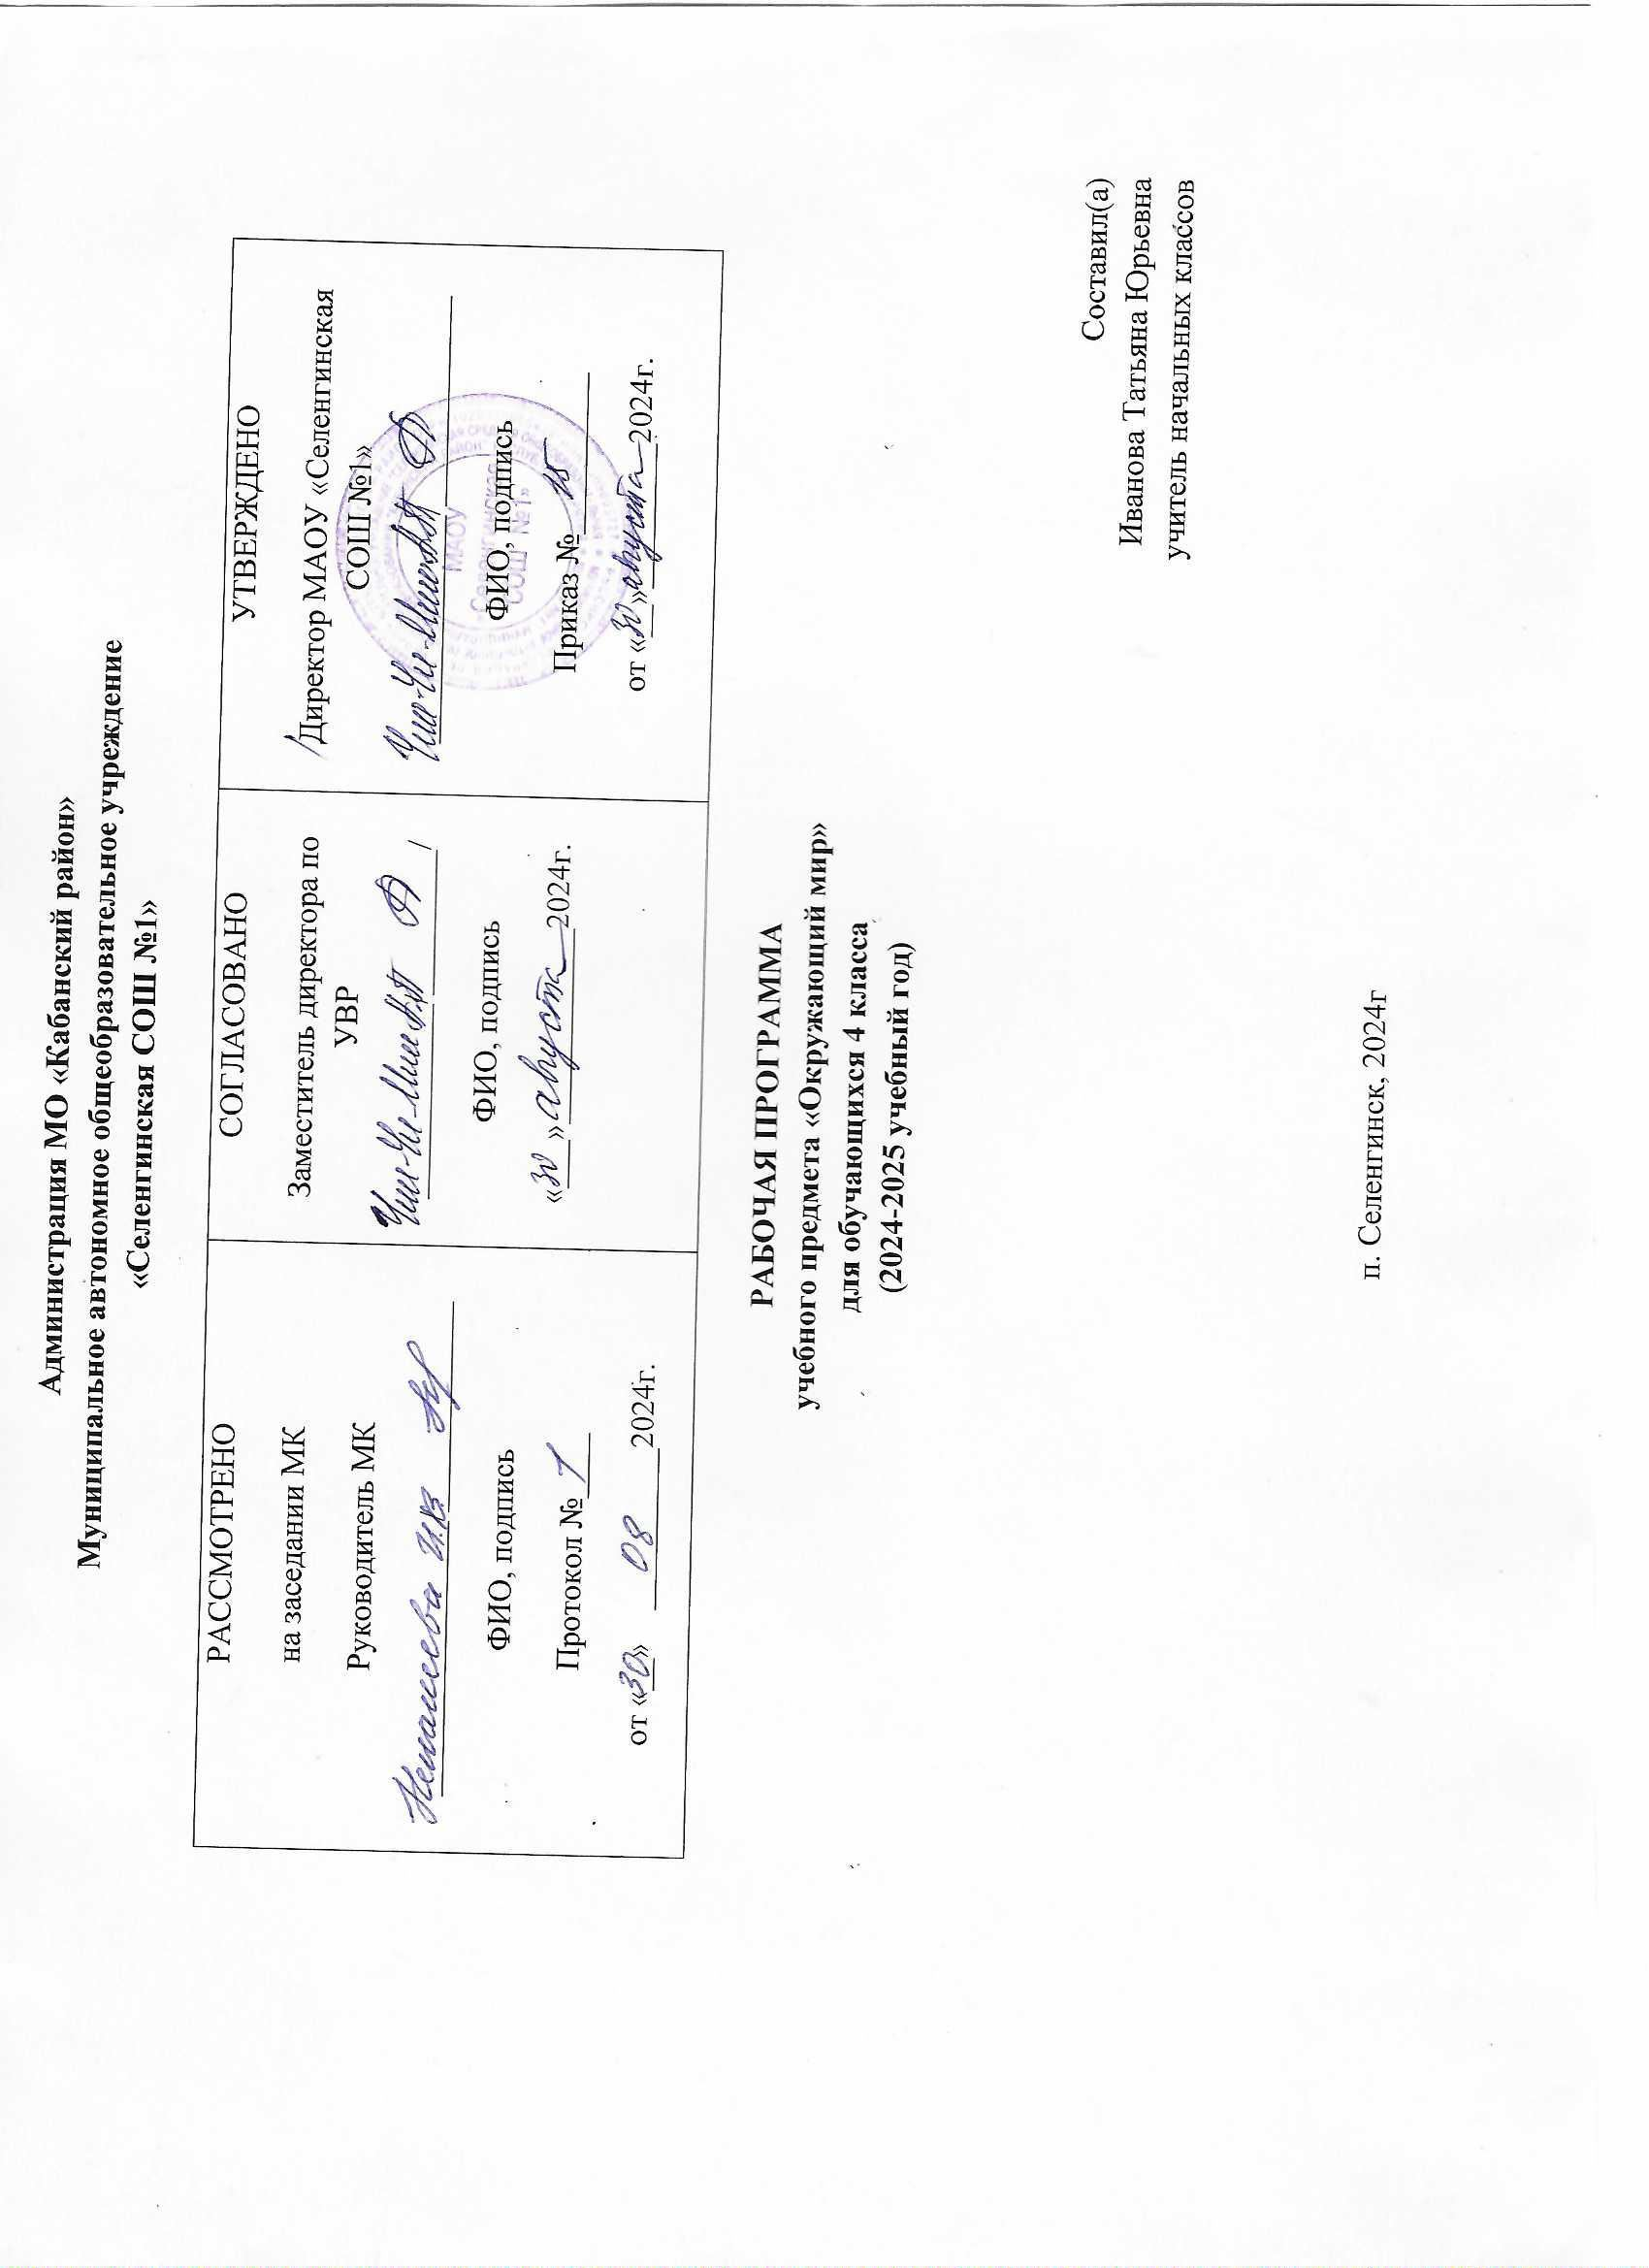 Администрация МО «Кабанский район»
Муниципальное автономное общеобразовательное учреждение
«Селенгинская СОШ №1»
РАССМОТРЕНО
на заседании МК
Руководитель МК
ФИО, подпись
Протокол № 1
от «30» 08 2024г.
СОГЛАСОВАНО
Заместитель директора по
УВР
ФИО, подпись
«30» августа 2024г.
УТВЕРЖДЕНО
Директор МАОУ «Селенгинская
СОШ №1»
МАОУ
СОШ №1»
ФИО, подпись
Приказ №
от «30» августа 2024г.
РАБОЧАЯ ПРОГРАММА
учебного предмета «Окружающий мир»
для обучающихся 4 класса
(2024-2025 учебный год)
Составил(а)
Иванова Татьяна Юрьевна
учитель начальных классов
п. Селенгинск, 2024г